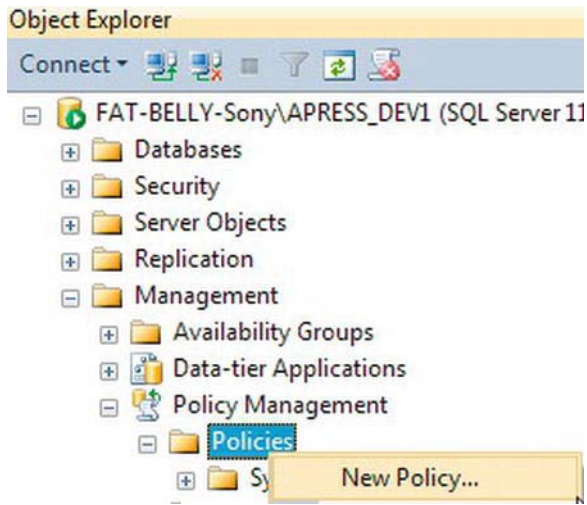 Object Explorer
Connect
FAT-BELLY-Sony\APRESS_DEV1 (SQL Server 11
Databases
Security
Server Objects
Replication
Management
Availability Groups
Data-tier Applications
Policy Management
Policies
Sy
New Policy...